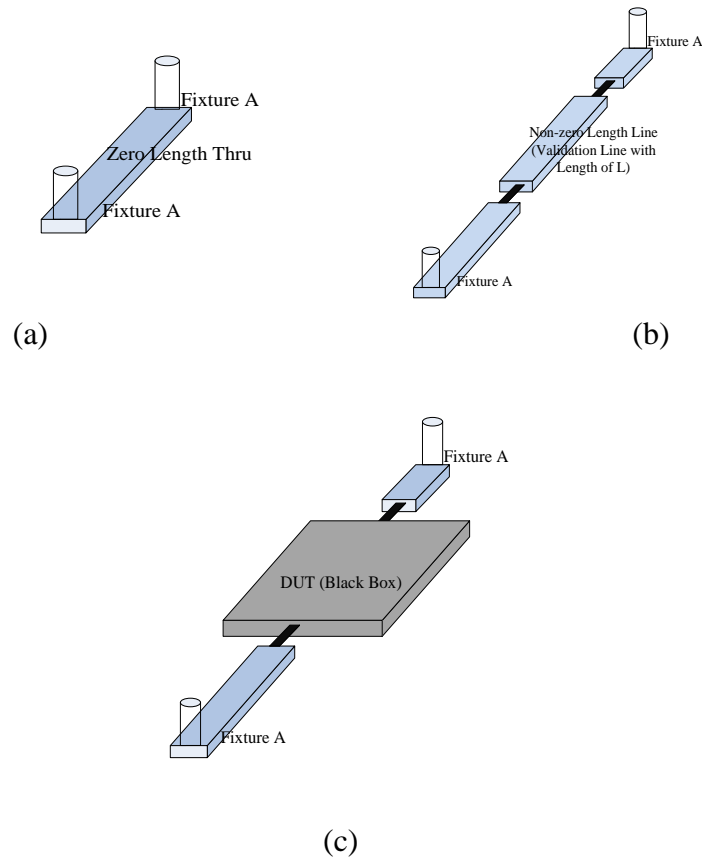 Fixture A
Zero Length Thru
Fixture A
(a)
Fixture A
Non-zero Length Line
(Validation Line with
Length of L)
Fixture A
(b)
Fixture A
DUT (Black Box)
Fixture A
(c)